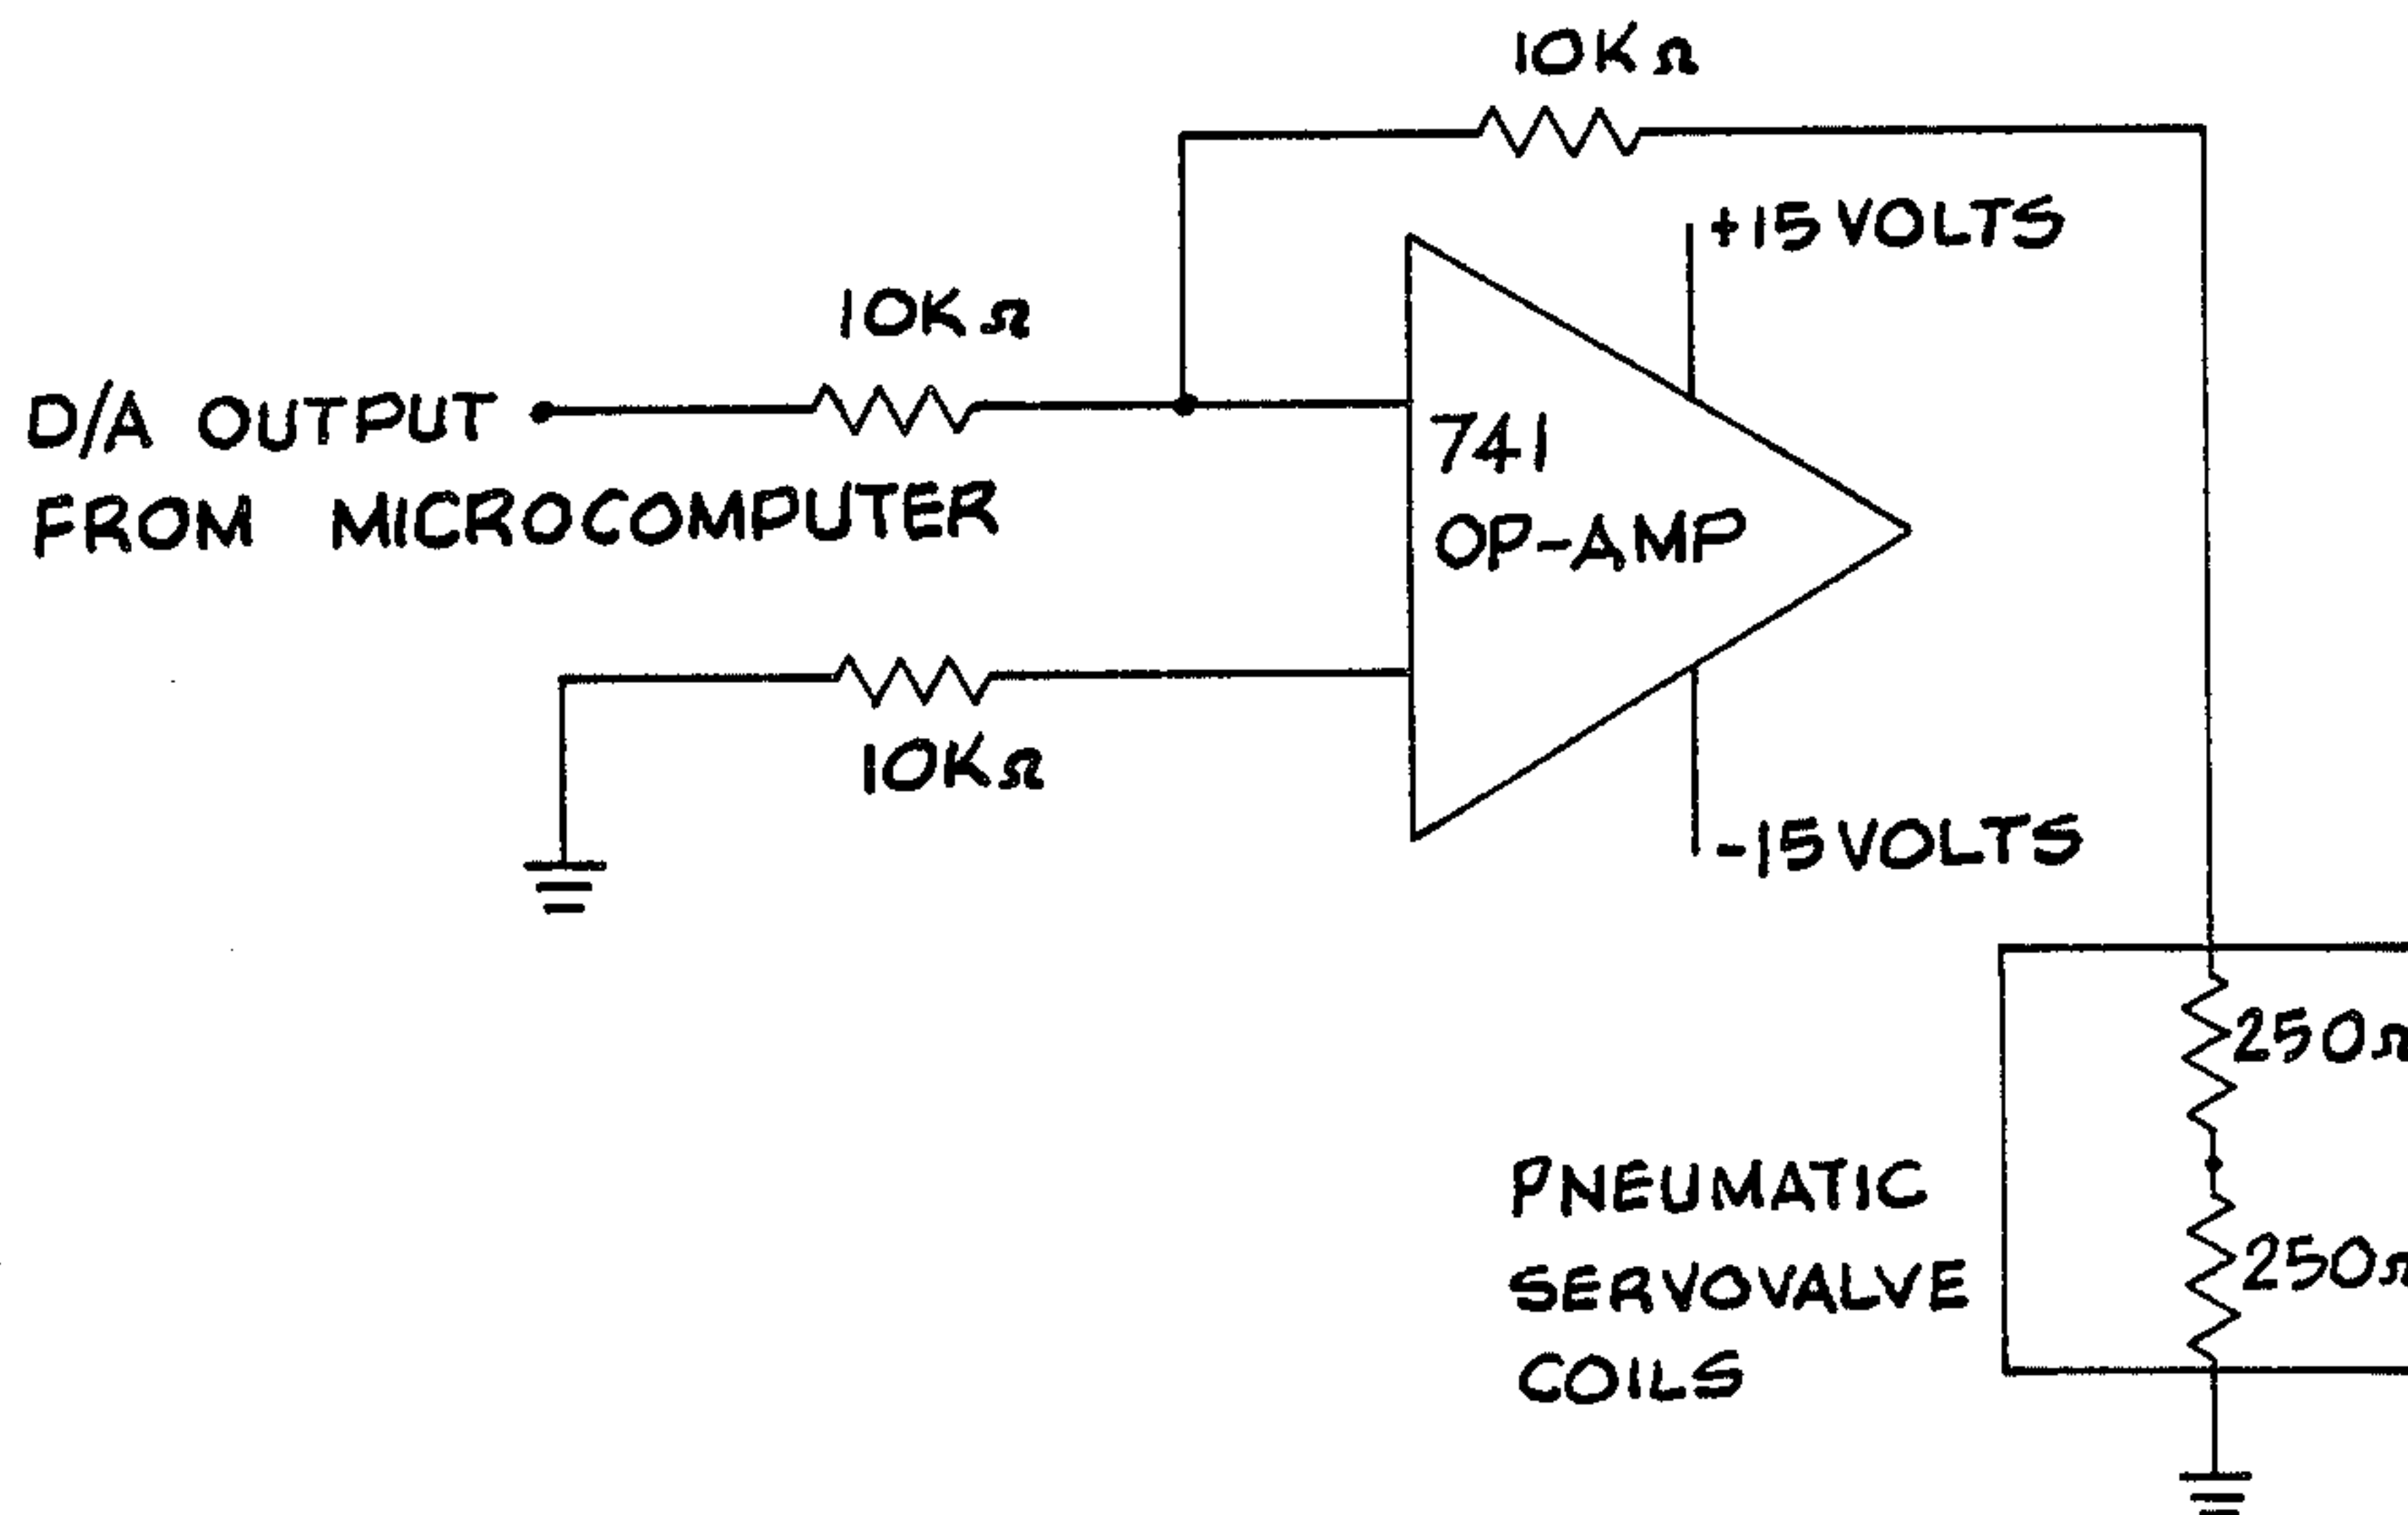 10KΩ
+15 VOLTS
10KΩ
D/A OUTPUT
FROM MICROCOMPUTER
741
OP-AMP
10KΩ
-15 VOLTS
250Ω
PNEUMATIC
SERVOVALVE
COILS
250Ω